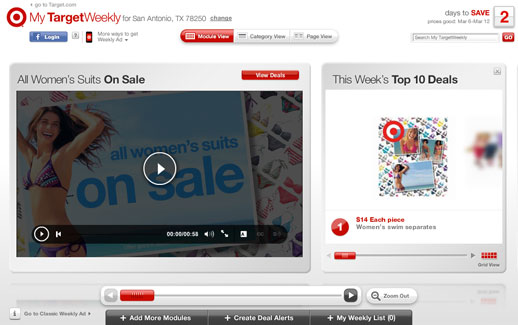 go to Target.com
My TargetWeekly for San Antonio, TX 78250 change
days to SAVE 2
prices good: Mar 9-Mar 12
Login
More ways to get
Weekly Ad
Module View
Category View
Page View
Search My TargetWeekly
GO
All Women's Suits On Sale
View Deals
all women's suits
on sale
00:00/00:58
This Week's Top 10 Deals
1
$14 Each piece
Women's swim separates
Grid View
Zoom Out
i Go to Classic Weekly Ad
+ Add More Modules
+ Create Deal Alerts
+ My Weekly List (0)